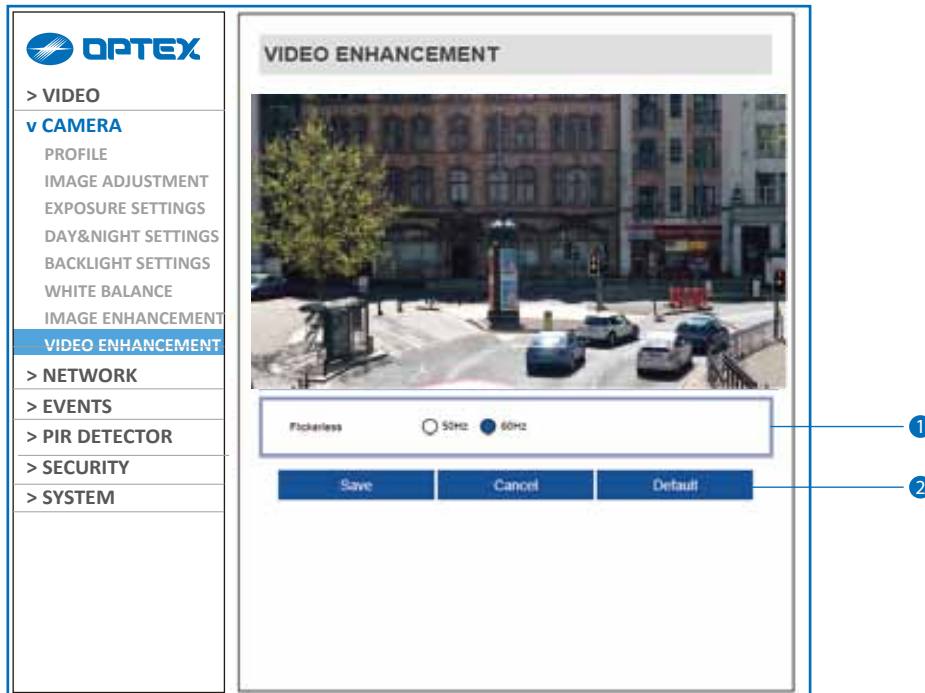 OPTEX
> VIDEO
v CAMERA
PROFILE
IMAGE ADJUSTMENT
EXPOSURE SETTINGS
DAY&NIGHT SETTINGS
BACKLIGHT SETTINGS
WHITE BALANCE
IMAGE ENHANCEMENT
VIDEO ENHANCEMENT
> NETWORK
> EVENTS
> PIR DETECTOR
> SECURITY
> SYSTEM
VIDEO ENHANCEMENT
Flickerless 50Hz 60Hz
1
Save Cancel Default
2